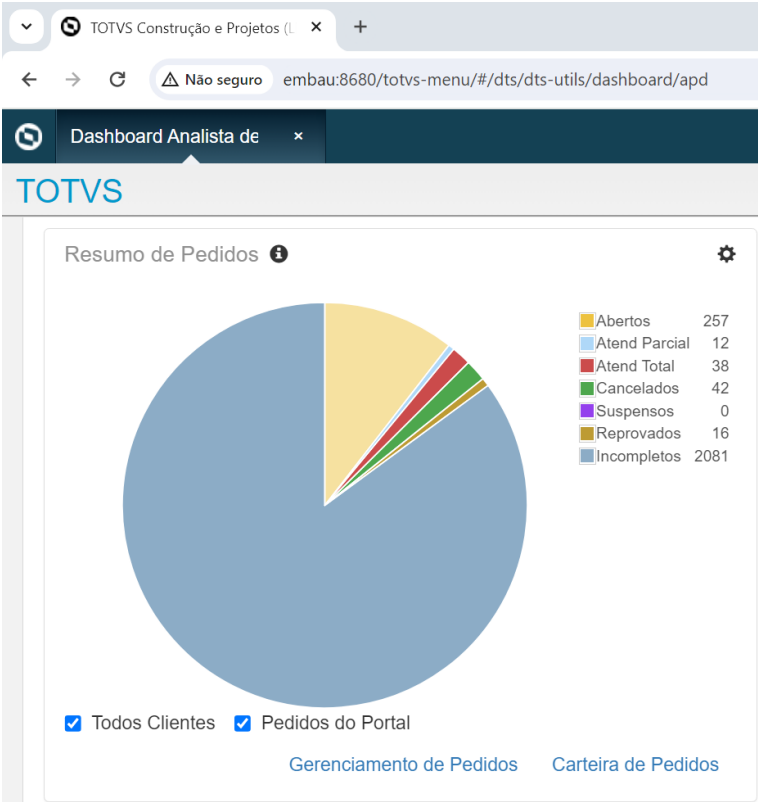 TOTVS Construção e Projetos (L
Não seguro embau:8680/totvs-menu/#/dts/dts-utils/dashboard/apd
Dashboard Analista de
TOTVS
Resumo de Pedidos
Abertos 257
Atend Parcial 12
Atend Total 38
Cancelados 42
Suspensos 0
Reprovados 16
Incompletos 2081
Todos Clientes Pedidos do Portal
Gerenciamento de Pedidos Carteira de Pedidos